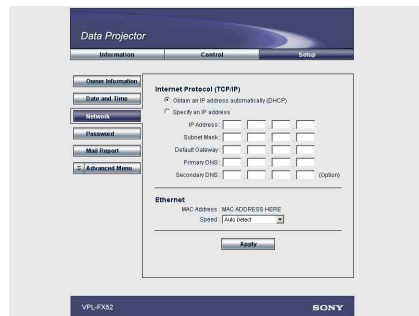 Data Projector
Information Control Setup
Owner Information
Date and Time
Network
Password
Mail Report
Advanced Menu
Internet Protocol (TCP/IP)
Obtain an IP address automatically (DHCP)
Specify an IP address
IP Address :
Subnet Mask :
Default Gateway :
Primary DNS :
Secondary DNS : (Option)
Ethernet
MAC Address : MAC ADDRESS HERE
Speed : Auto Detect
Apply
VPL-FX52 SONY